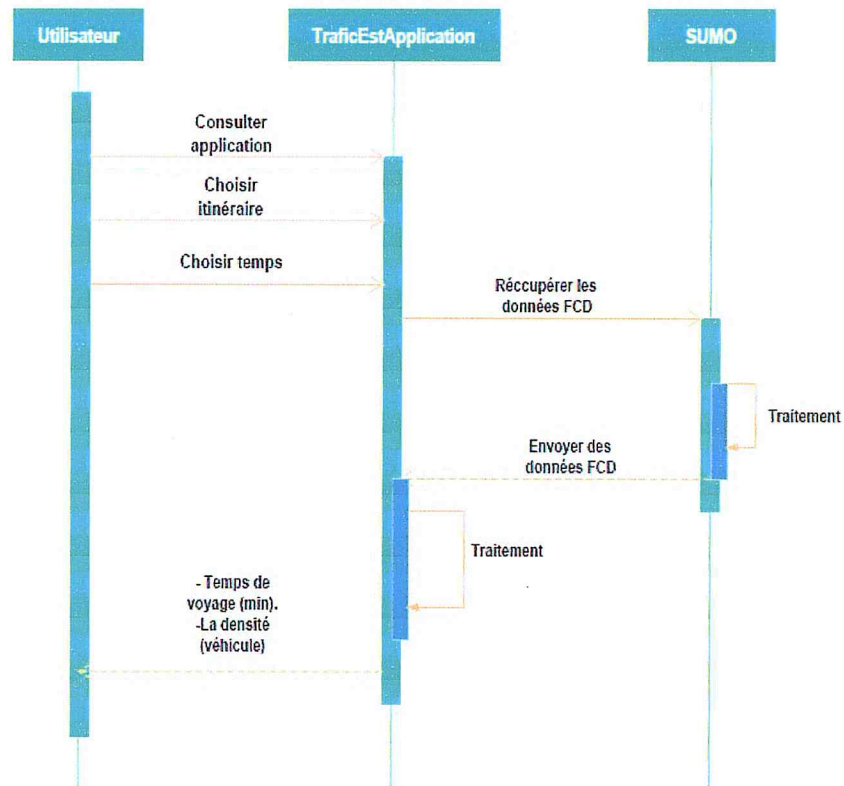 Utilisateur
TraficEstApplication
SUMO
Consulter
application
Choisir
itinéraire
Choisir temps
Réccupérer les
données FCD
Traitement
Envoyer des
données FCD
Traitement
- Temps de
voyage (min).
-La densité
(véhicule)